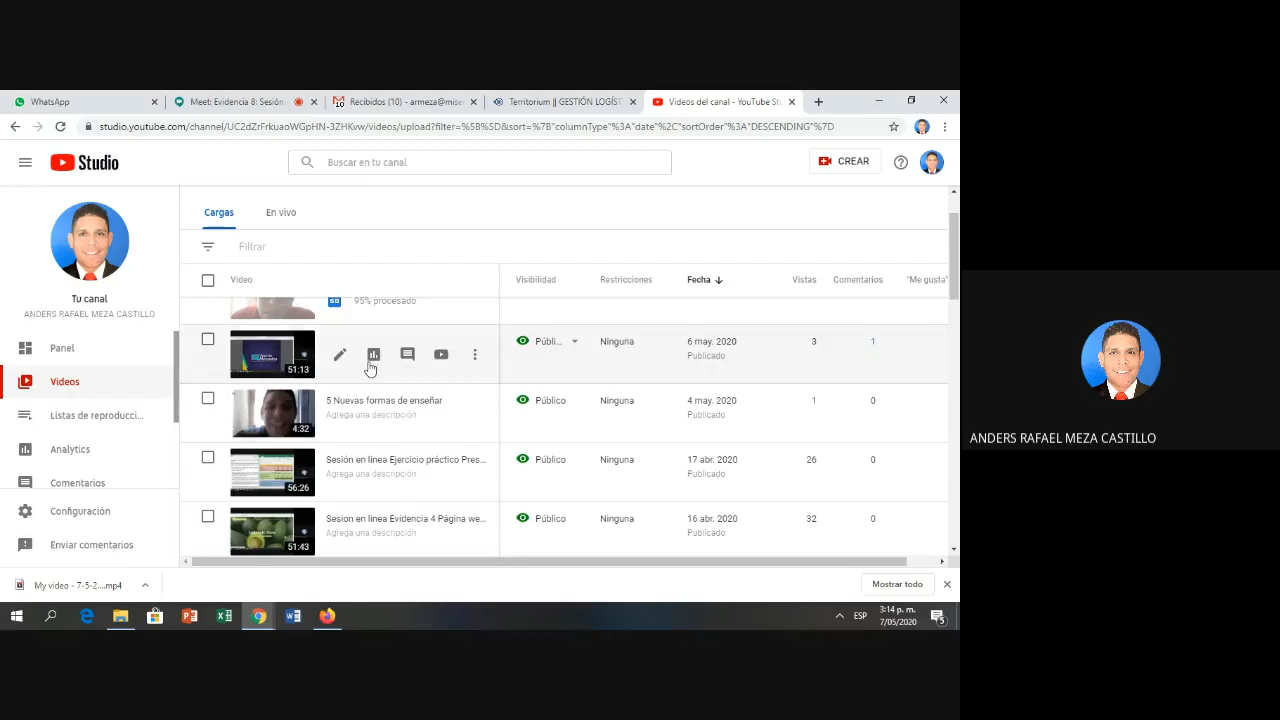 WhatsApp
Meet: Evidencia 8: Sesión
Recibidos (10) - armeza@mise
Territorium || GESTIÓN LOGÍST
Videos del canal - YouTube St
studio.youtube.com/channel/UC2dZrFrkuaoWGpHN-3ZHKvw/videos/upload?filter=%5B%5D&sort=%7B"columnType"%3A"date"%2C"sortOrder"%3A"DESCENDING"%7D
Studio
Buscar en tu canal
CREAR
Tu canal
ANDERS RAFAEL MEZA CASTILLO
Panel
Videos
Listas de reproducci...
Analytics
Comentarios
Configuración
Enviar comentarios
Cargas
En vivo
Filtrar
Video
Visibilidad
Restricciones
Fecha
Vistas
Comentarios
"Me gusta"
SD
95% procesado
51:13
Públi...
Ninguna
6 may. 2020
Publicado
3
1
4:32
5 Nuevas formas de enseñar
Agrega una descripción
Público
Ninguna
4 may. 2020
Publicado
1
0
56:26
Sesión en linea Ejercicio práctico Pres...
Agrega una descripción
Público
Ninguna
17 abr. 2020
Publicado
26
0
51:43
Sesion en línea Evidencia 4 Página we...
Agrega una descripción
Público
Ninguna
16 abr. 2020
Publicado
32
0
ANDERS RAFAEL MEZA CASTILLO
My video - 7-5-2....mp4
Mostrar todo
ESP
3:14 p. m.
7/05/2020
5